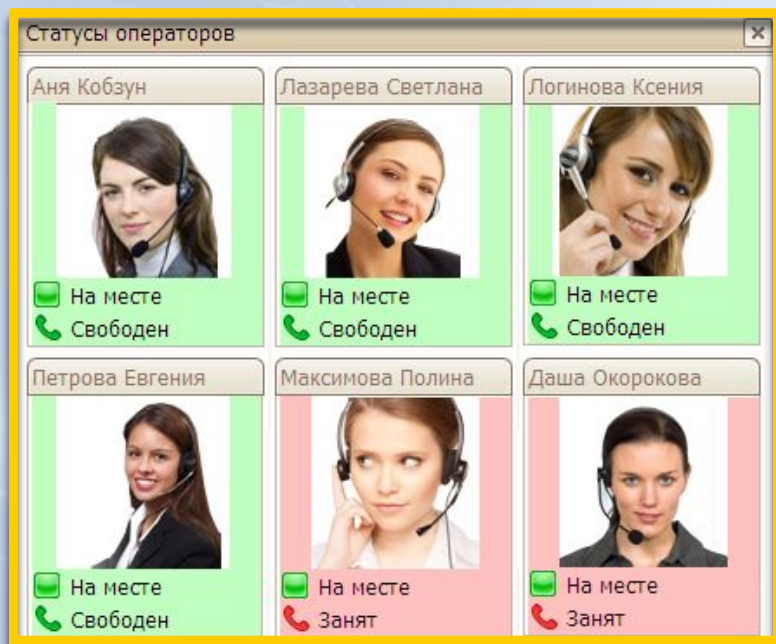 Статусы операторов
Аня Кобзун
Лазарева Светлана
Логинова Ксения
На месте
На месте
На месте
Свободен
Свободен
Свободен
Петрова Евгения
Максимова Полина
Даша Окорокова
На месте
На месте
На месте
Свободен
Занят
Занят